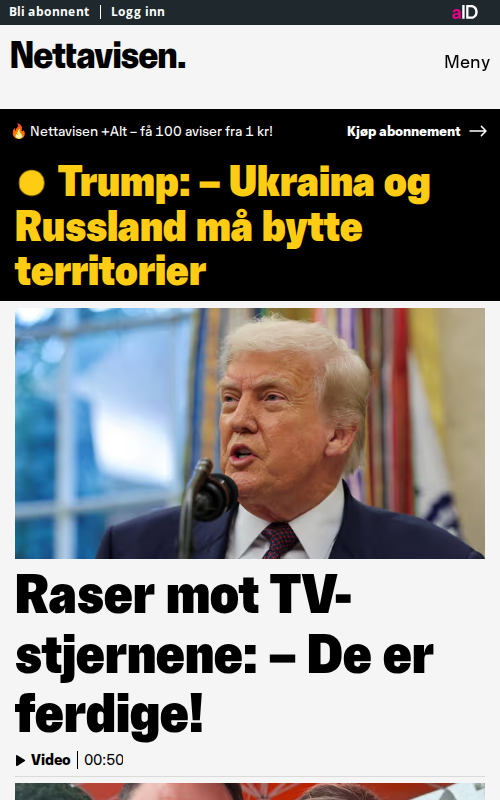 Bli abonnent | Logg inn aID
Nettavisen.
Meny
🔥 Nettavisen +Alt – få 100 aviser fra 1 kr! Kjøp abonnement →
Trump: – Ukraina og
Russland må bytte
territorier
Raser mot TV-
stjernene: – De er
ferdige!
Video | 00:50